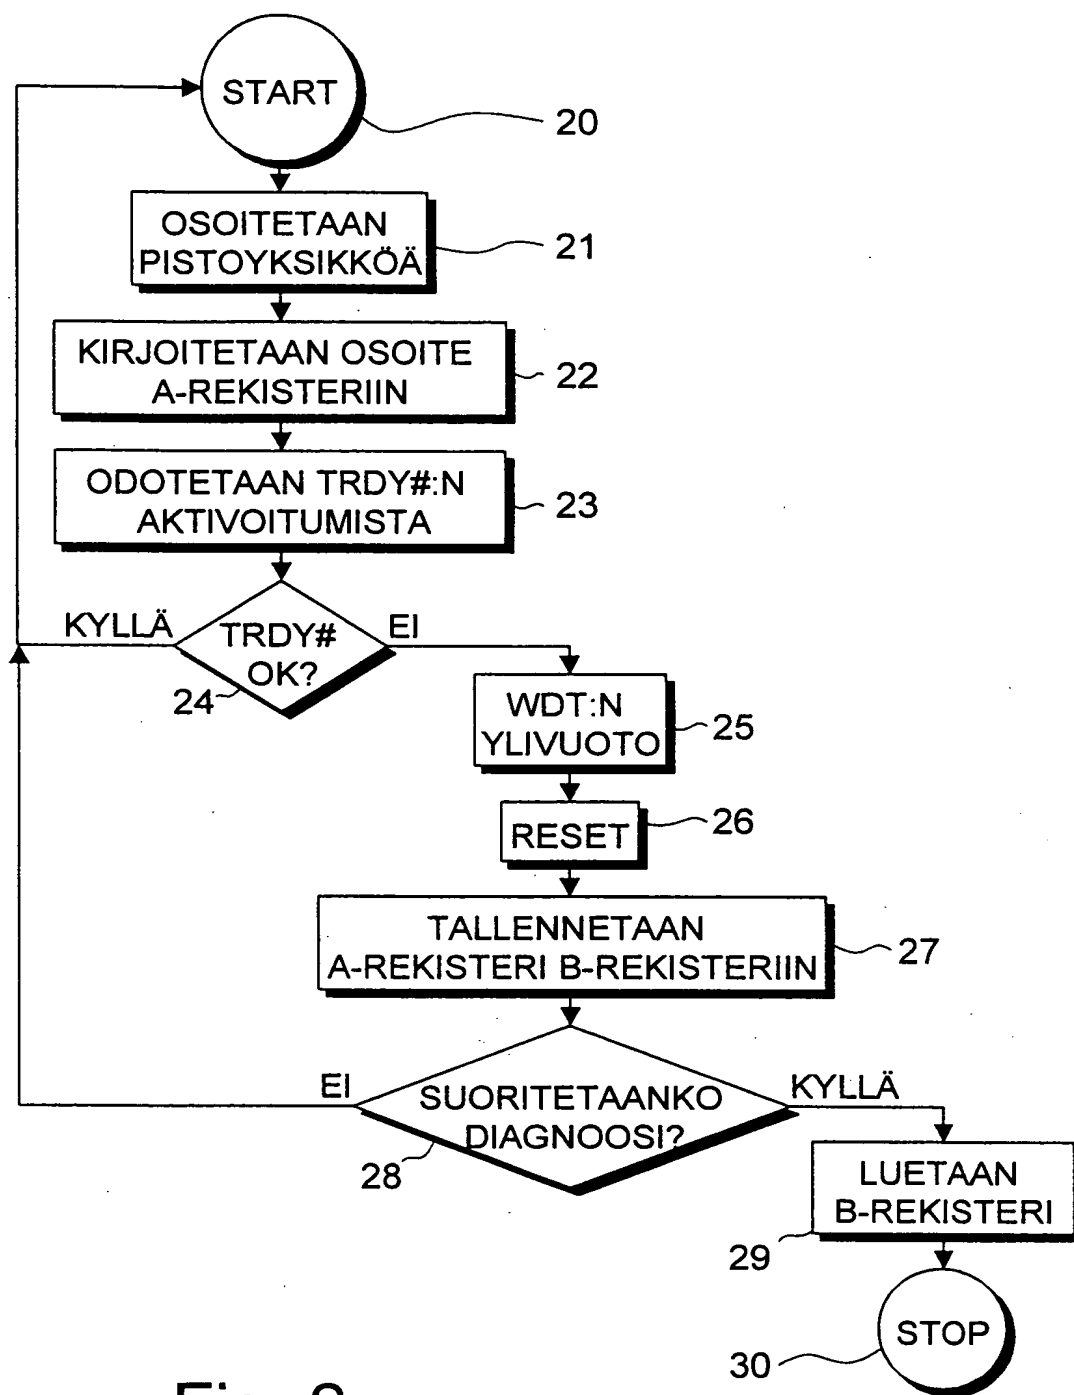 START
20
OSOITETAAN
PISTOYKSIKKÖÄ
21
KIRJOITETAAN OSOITE
A-REKISTERIIN
22
ODOTETAAN TRDY#:N
AKTIVOITUMISTA
23
KYLLÄ
TRDY#
OK?
EI
24
WDT:N
YLIVUOTO
25
RESET
26
TALLENNETAAN
A-REKISTERI B-REKISTERIIN
27
EI
SUORITETAANKO
DIAGNOOSI?
KYLLÄ
28
LUETAAN
B-REKISTERI
29
STOP
30